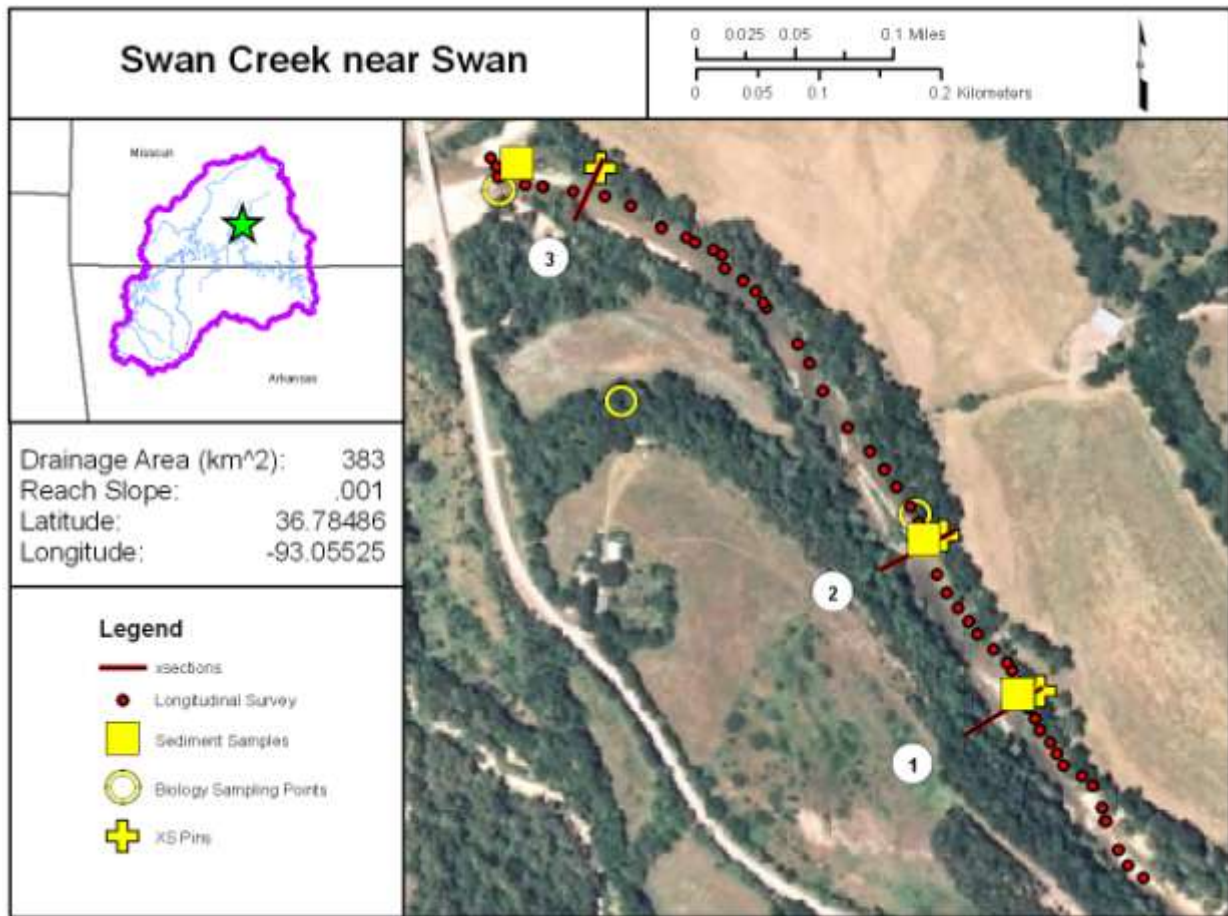 Swan Creek near Swan
0 0.025 0.05 0.1 Miles
0 0.05 0.1 0.2 Kilometers
Missouri
Arkansas
Drainage Area (km^2): 383
Reach Slope: .001
Latitude: 36.78486
Longitude: -93.05525
Legend
xsections
Longitudinal Survey
Sediment Samples
Biology Sampling Points
XS Pins
3
2
1